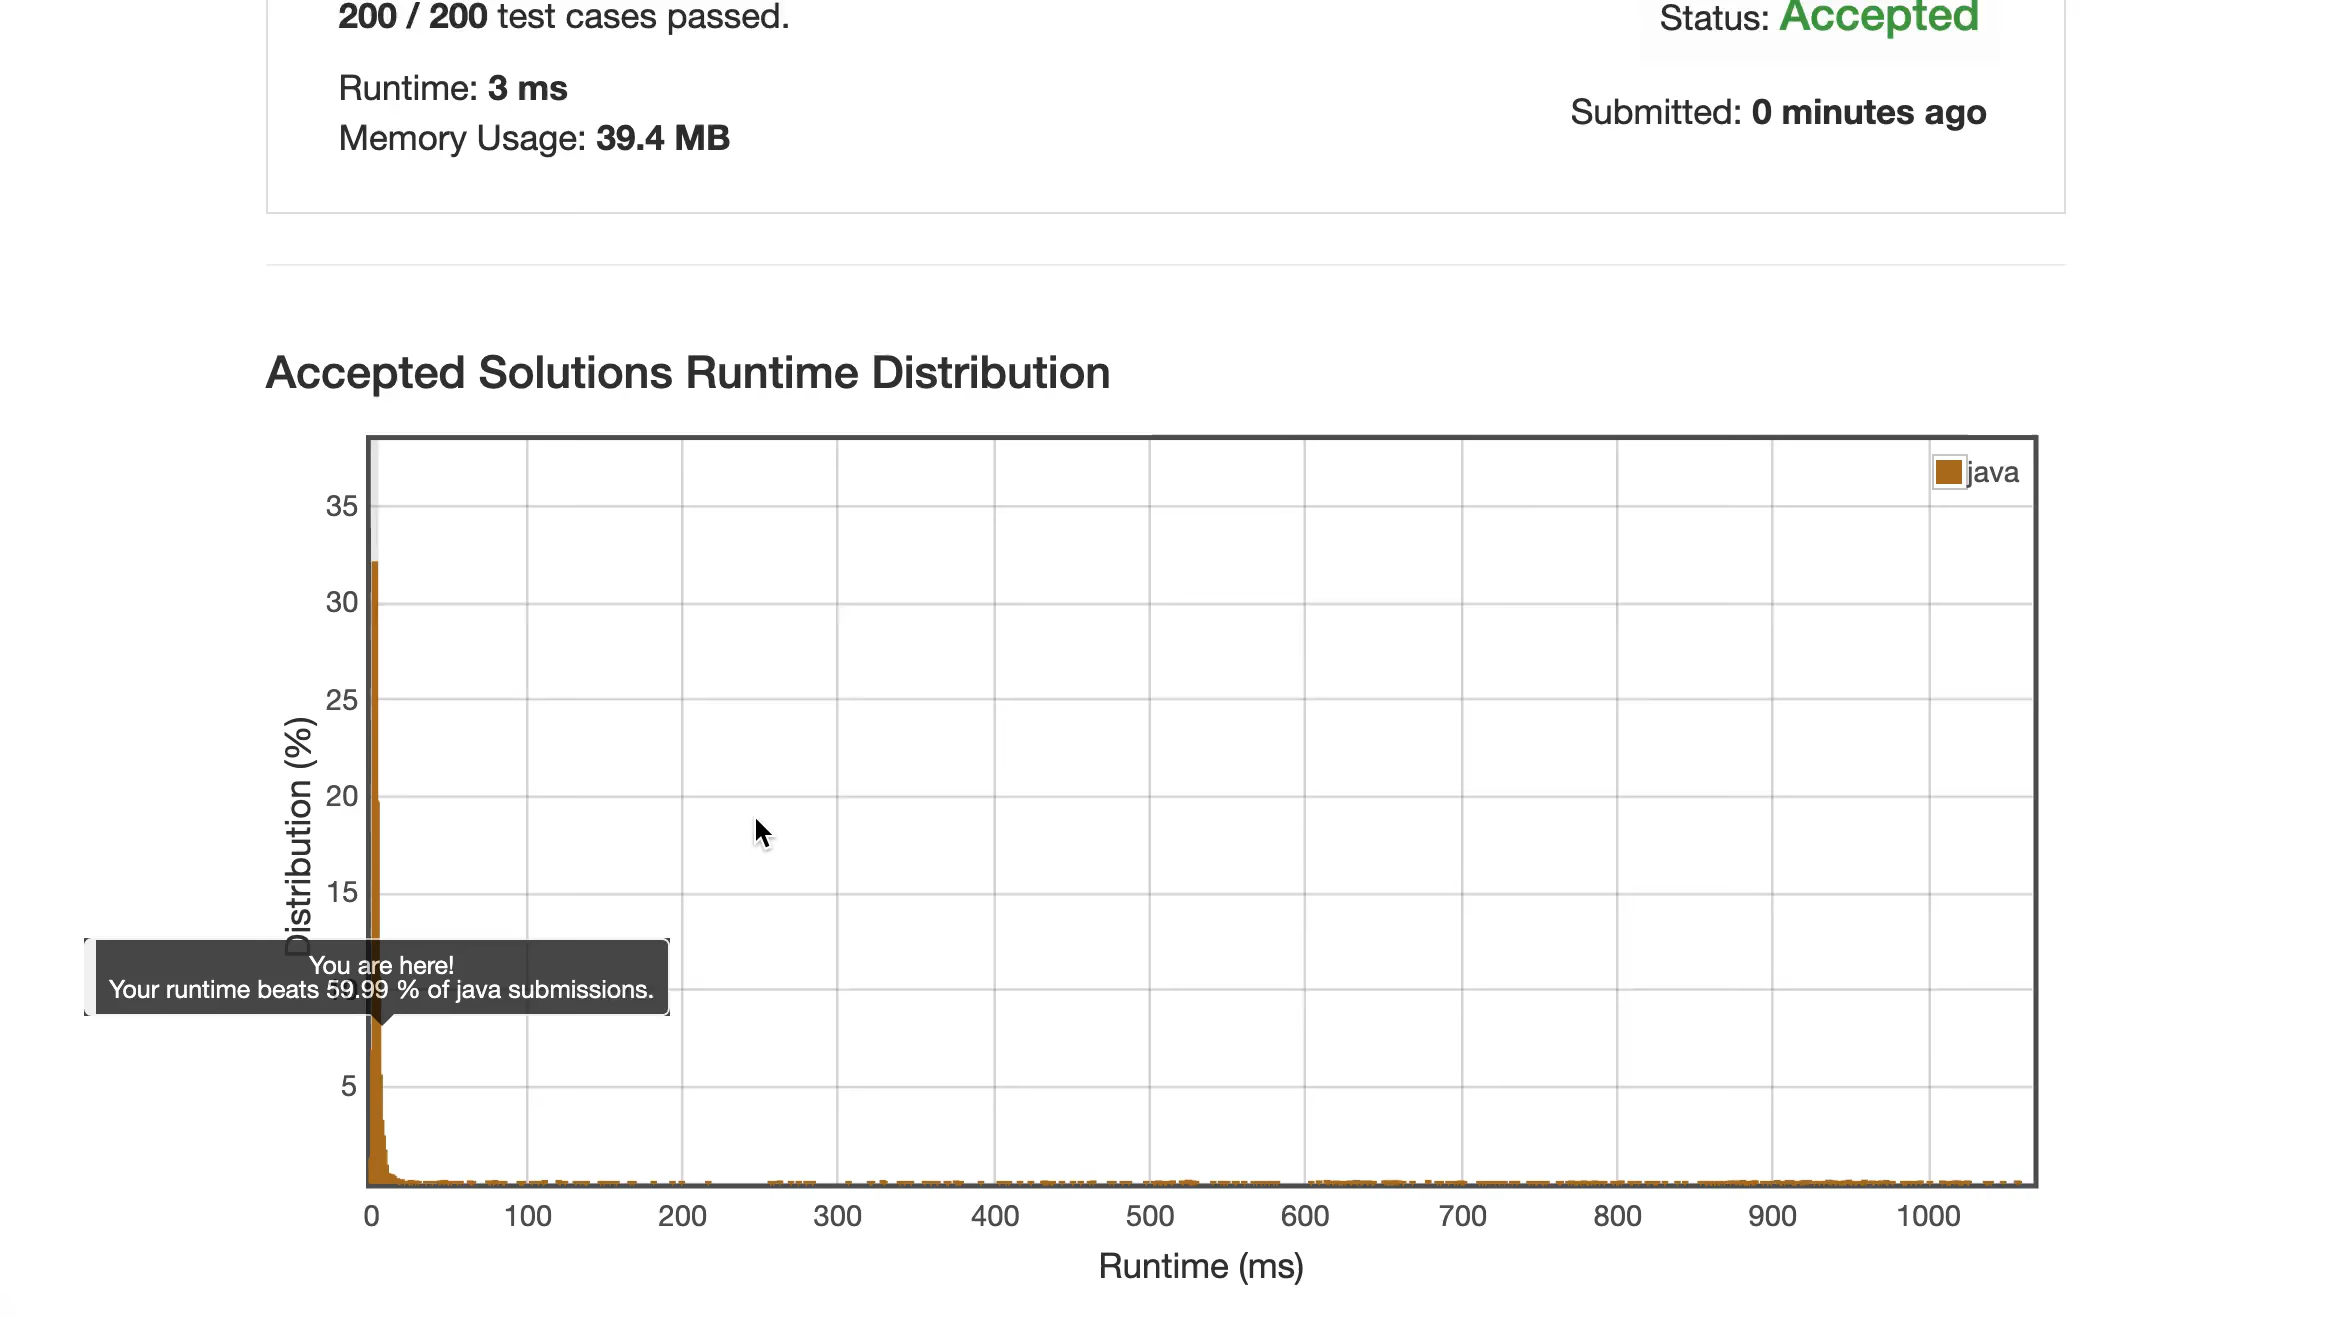 200 / 200 test cases passed.
Status: Accepted
Runtime: 3 ms
Submitted: 0 minutes ago
Memory Usage: 39.4 MB
Accepted Solutions Runtime Distribution
java
35
30
25
20
15
5
Distribution (%)
You are here!
Your runtime beats 59.99 % of java submissions.
0 100 200 300 400 500 600 700 800 900 1000
Runtime (ms)